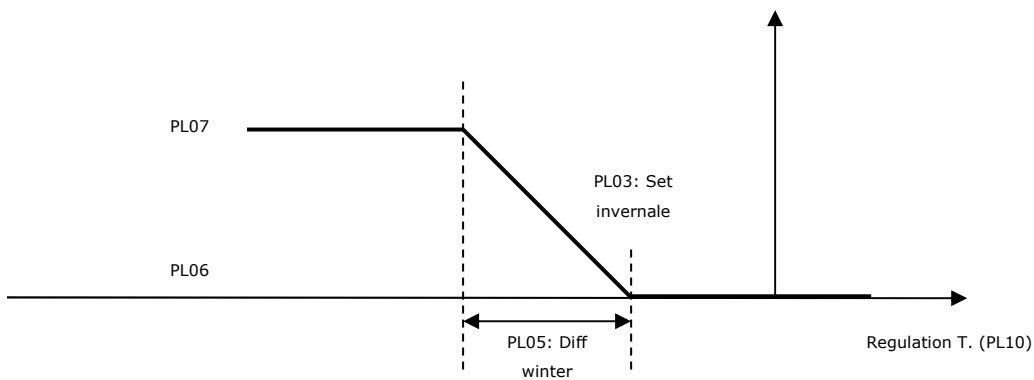 PL07
PL03: Set
invernale
PL06
PL05: Diff
winter
Regulation T. (PL10)